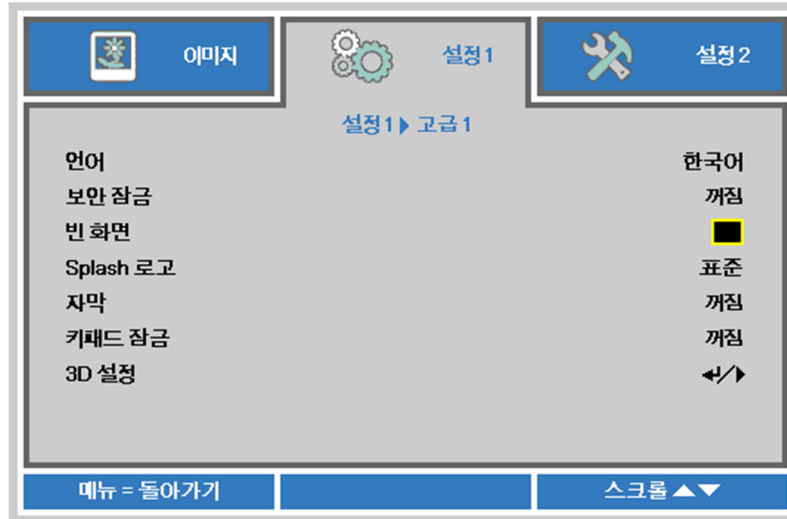 이미지
설정 1
설정 2
설정 1 ▶ 고급 1
언어 한국어
보안 잠금 꺼짐
빈 화면
Splash 로고 표준
자막 꺼짐
키패드 잠금 꺼짐
3D 설정 ↵/▶
메뉴 = 돌아가기
스크롤 ▲▼